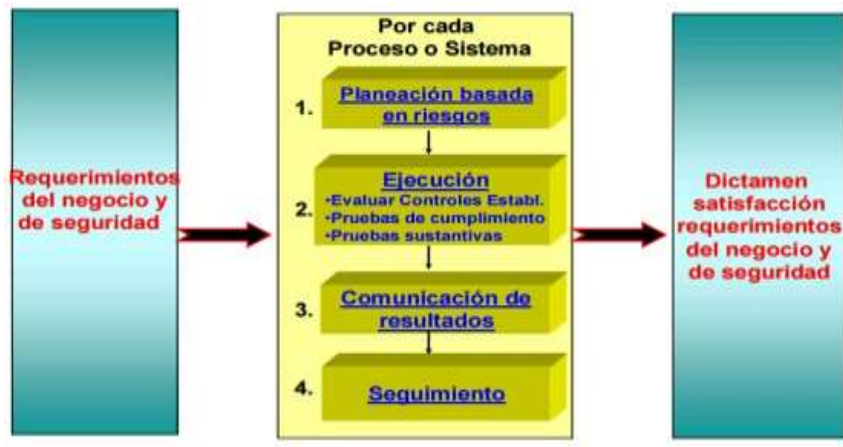 Requerimientos
del negocio y
de seguridad
Por cada
Proceso o Sistema
1.
Planeación basada
en riesgos
2.
Ejecución
•Evaluar Controles Establ.
•Pruebas de cumplimiento
•Pruebas sustantivas
3.
Comunicación de
resultados
4.
Seguimiento
Dictamen
satisfacción
requerimientos
del negocio y
de seguridad